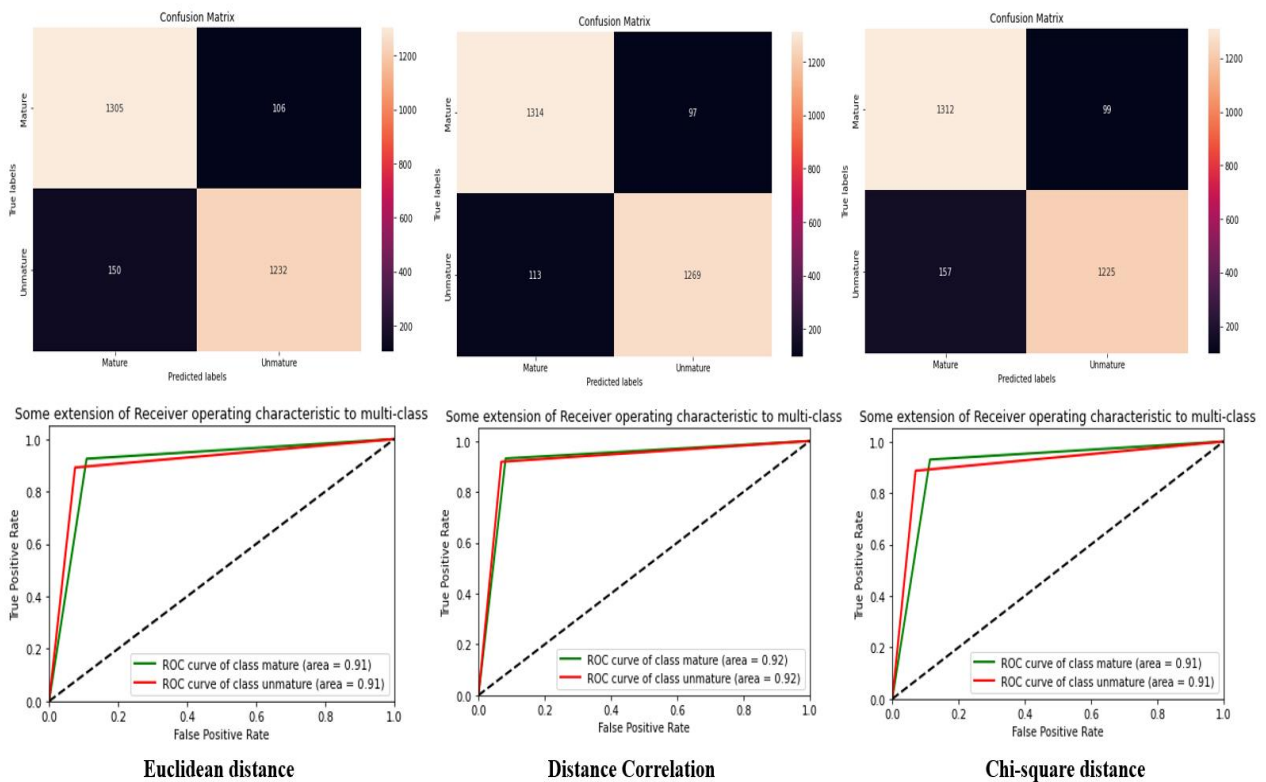 Confusion Matrix
1305
106
150
1232
Mature
Unmature
True labels
Mature
Unmature
Predicted labels
1200
1000
800
600
400
200
Confusion Matrix
1314
97
113
1269
Mature
Unmature
True labels
Mature
Unmature
Predicted labels
1200
1000
800
600
400
200
Confusion Matrix
1312
99
157
1225
Mature
Unmature
True labels
Mature
Unmature
Predicted labels
1200
1000
800
600
400
200
Some extension of Receiver operating characteristic to multi-class
True Positive Rate
1.0
0.8
0.6
0.4
0.2
0.0
ROC curve of class mature (area = 0.91)
ROC curve of class unmature (area = 0.91)
0.0 0.2 0.4 0.6 0.8 1.0
False Positive Rate
Euclidean distance
Some extension of Receiver operating characteristic to multi-class
True Positive Rate
1.0
0.8
0.6
0.4
0.2
0.0
ROC curve of class mature (area = 0.92)
ROC curve of class unmature (area = 0.92)
0.0 0.2 0.4 0.6 0.8 1.0
False Positive Rate
Distance Correlation
Some extension of Receiver operating characteristic to multi-class
True Positive Rate
1.0
0.8
0.6
0.4
0.2
0.0
ROC curve of class mature (area = 0.91)
ROC curve of class unmature (area = 0.91)
0.0 0.2 0.4 0.6 0.8 1.0
False Positive Rate
Chi-square distance